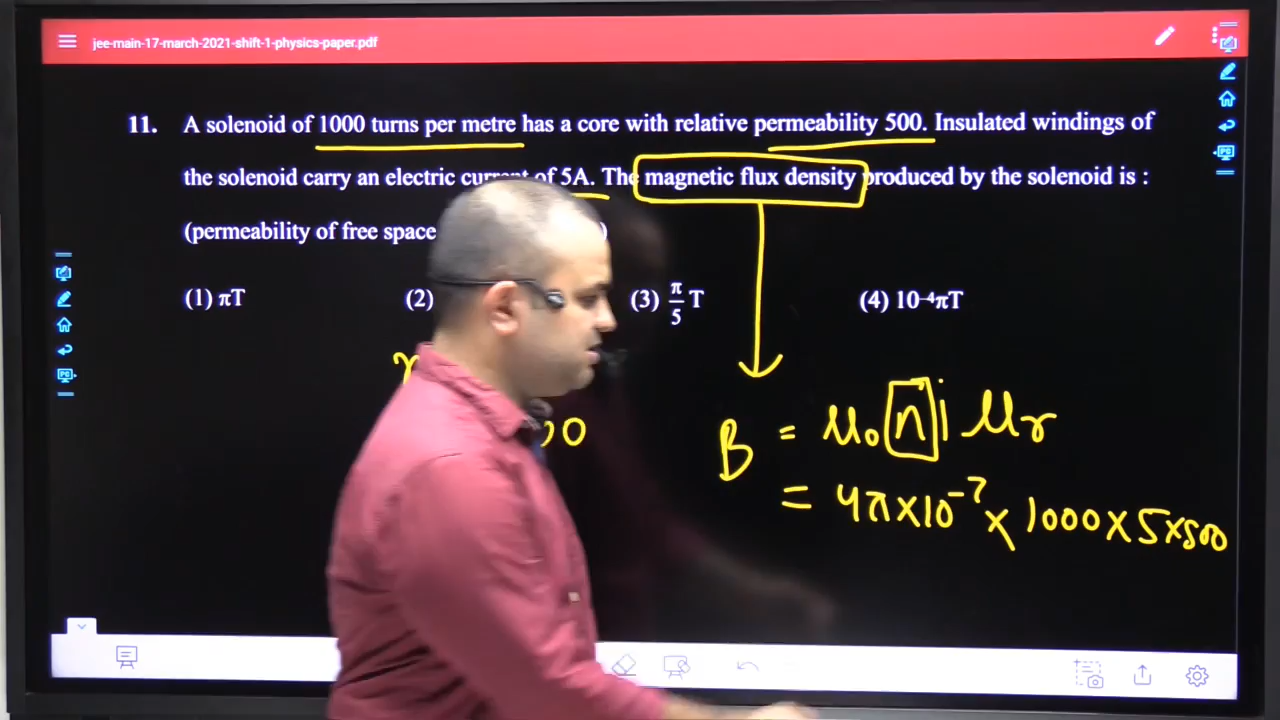 jee-main-17-march-2021-shift-1-physics-paper.pdf
11. A solenoid of 1000 turns per metre has a core with relative permeability 500. Insulated windings of
the solenoid carry an electric current of 5A. The magnetic flux density produced by the solenoid is :
(permeability of free space )
(1) πT (2) (3) π/5 T (4) 10⁻⁴πT
B = μ₀ n i μr
= 4π×10⁻⁷ × 1000×5×500